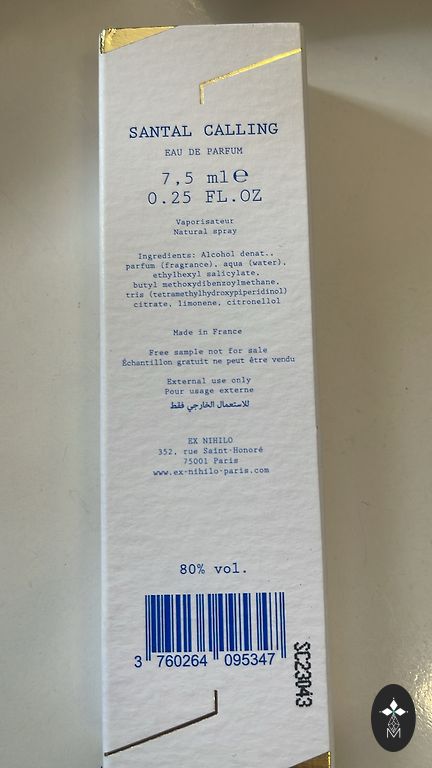 SANTAL CALLING
EAU DE PARFUM
7,5 ml℮
0.25 FL.OZ
Vaporisateur
Natural spray
Ingredients: Alcohol denat.,
parfum (fragrance), aqua (water),
ethylhexyl salicylate,
butyl methoxydibenzoylmethane,
tris (tetramethylhydroxypiperidinol)
citrate, limonene, citronellol
Made in France
Free sample not for sale
Échantillon gratuit ne peut être vendu
External use only
Pour usage externe
للاستعمال الخارجي فقط
EX NIHILO
352, rue Saint-Honoré
75001 Paris
www.ex-nihilo-paris.com
80% vol.
3 760264 095347
SC23043
M